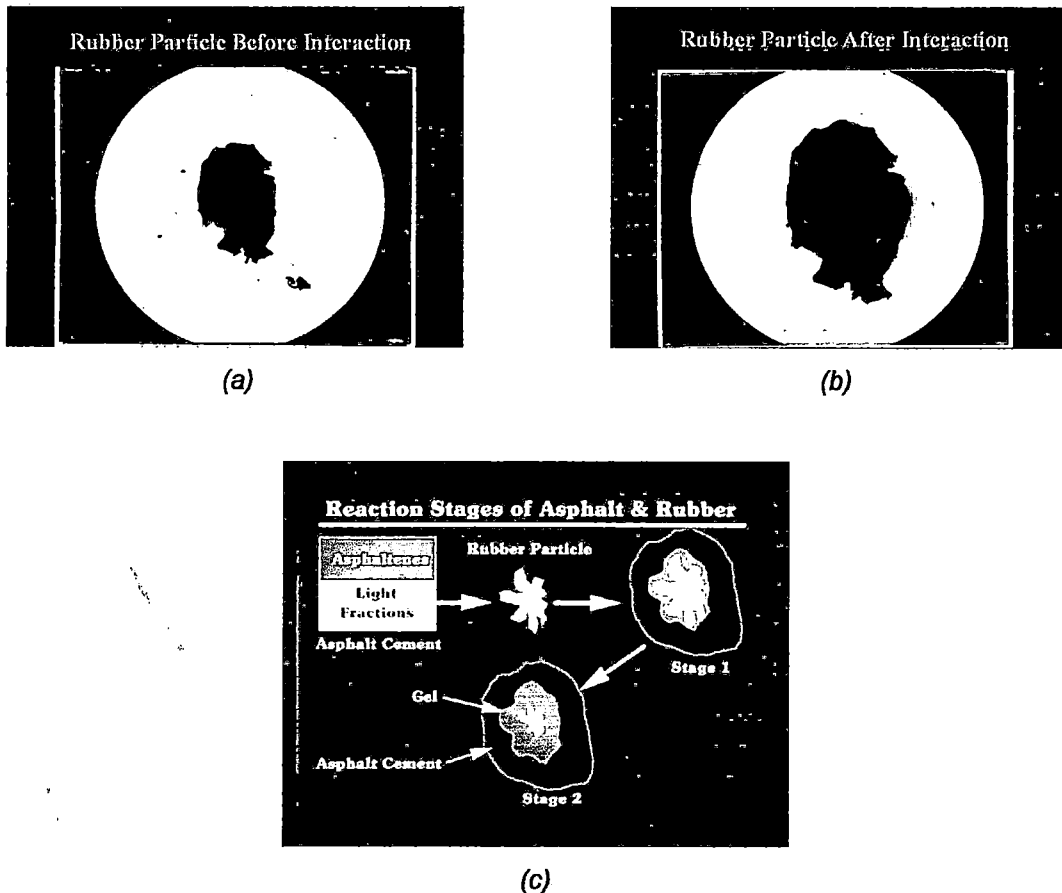 Rubber Particle Before Interaction
Rubber Particle After Interaction
(a)
(b)
Reaction Stages of Asphalt & Rubber
Asphaltenes
Rubber Particle
Light
Fractions
Asphalt Cement
Stage 1
Gel
Asphalt Cement
Stage 2
(c)